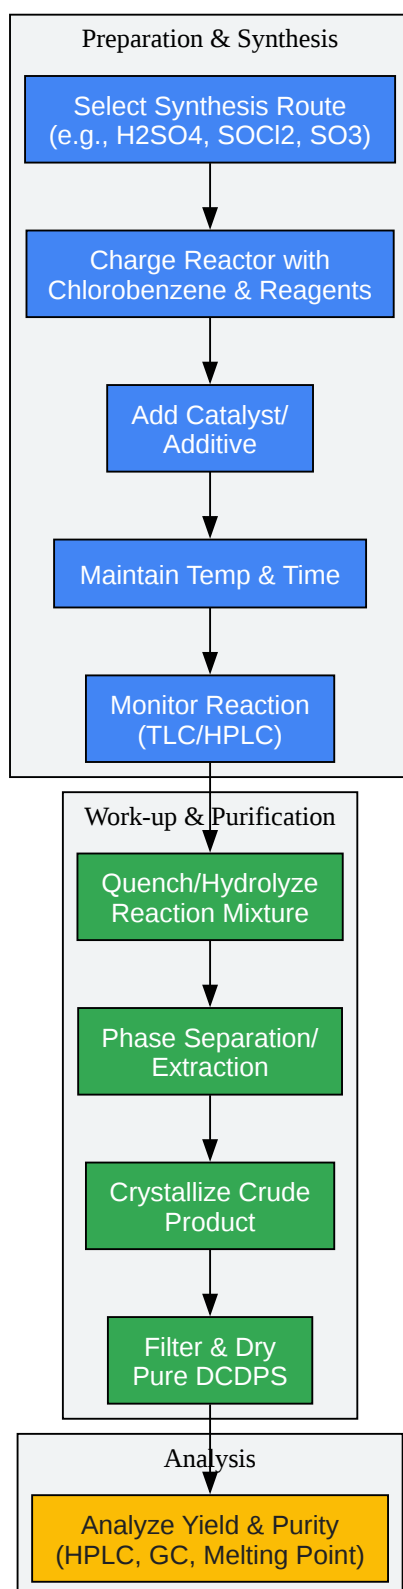 Preparation & Synthesis
Select Synthesis Route
(e.g., H2SO4, SOCl2, SO3)
Charge Reactor with
Chlorobenzene & Reagents
Add Catalyst/
Additive
Maintain Temp & Time
Monitor Reaction
(TLC/HPLC)
Work-up & Purification
Quench/Hydrolyze
Reaction Mixture
Phase Separation/
Extraction
Crystallize Crude
Product
Filter & Dry
Pure DCDPS
Analysis
Analyze Yield & Purity
(HPLC, GC, Melting Point)